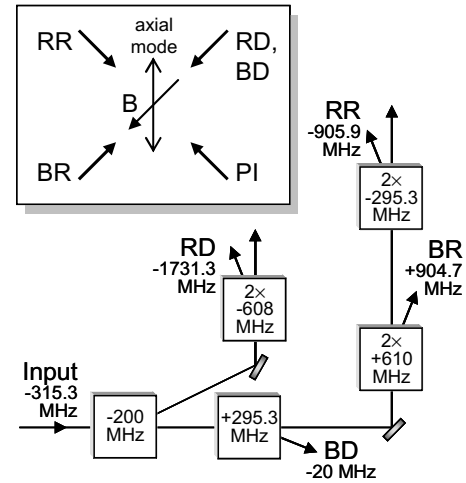 axial
mode
RR
RD,
BD
B
BR
PI
RR
-905.9
MHz
2×
-295.3
MHz
RD
-1731.3
MHz
BR
+904.7
MHz
2×
-608
MHz
2×
+610
MHz
Input
-315.3
MHz
-200
MHz
+295.3
MHz
BD
-20 MHz